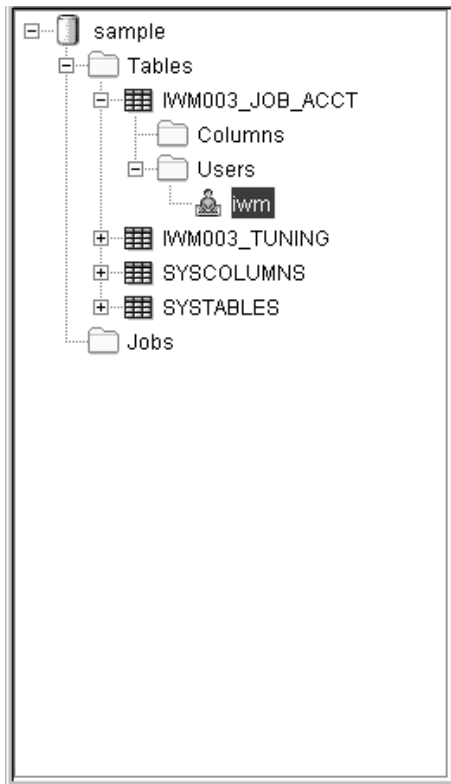 sample
Tables
IWM003_JOB_ACCT
Columns
Users
iwm
IWM003_TUNING
SYSCOLUMNS
SYSTABLES
Jobs